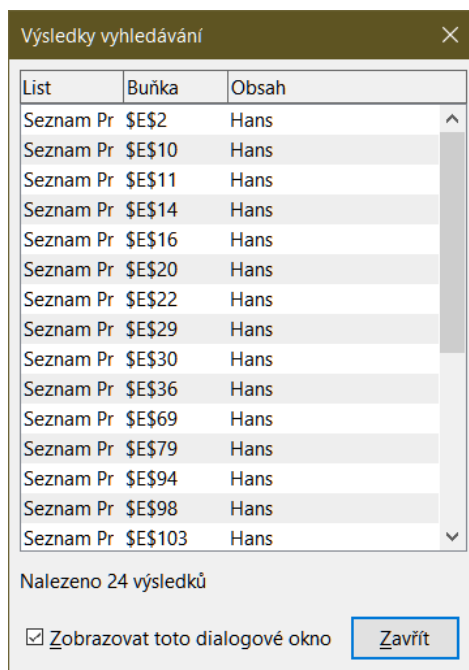 Výsledky vyhledávání
List Buňka Obsah
Seznam Pr $E$2 Hans
Seznam Pr $E$10 Hans
Seznam Pr $E$11 Hans
Seznam Pr $E$14 Hans
Seznam Pr $E$16 Hans
Seznam Pr $E$20 Hans
Seznam Pr $E$22 Hans
Seznam Pr $E$29 Hans
Seznam Pr $E$30 Hans
Seznam Pr $E$36 Hans
Seznam Pr $E$69 Hans
Seznam Pr $E$79 Hans
Seznam Pr $E$94 Hans
Seznam Pr $E$98 Hans
Seznam Pr $E$103 Hans
Nalezeno 24 výsledků
Zobrazovat toto dialogové okno Zavřít